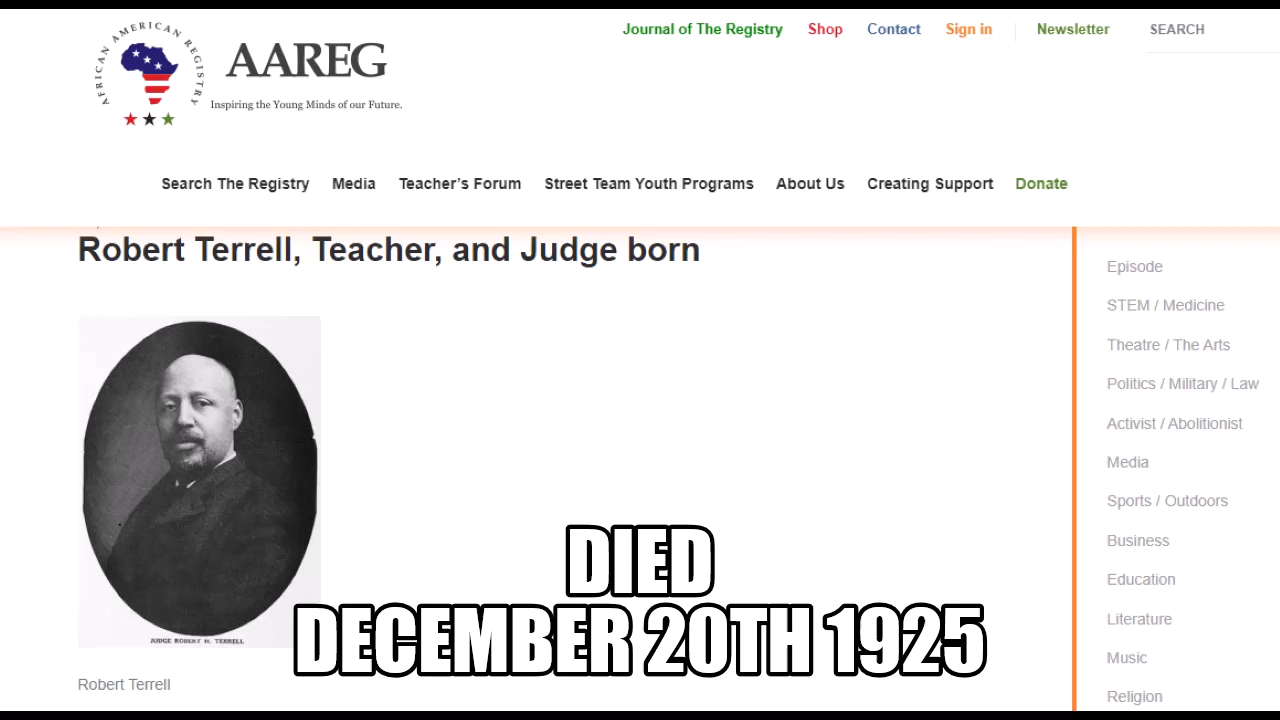 AFRICAN AMERICAN REGISTRY
AAREG
Inspiring the Young Minds of our Future.
Journal of The Registry Shop Contact Sign in Newsletter SEARCH
Search The Registry Media Teacher’s Forum Street Team Youth Programs About Us Creating Support Donate
Robert Terrell, Teacher, and Judge born
JUDGE ROBERT H. TERRELL
Robert Terrell
DIED
DECEMBER 20TH 1925
Episode
STEM / Medicine
Theatre / The Arts
Politics / Military / Law
Activist / Abolitionist
Media
Sports / Outdoors
Business
Education
Literature
Music
Religion